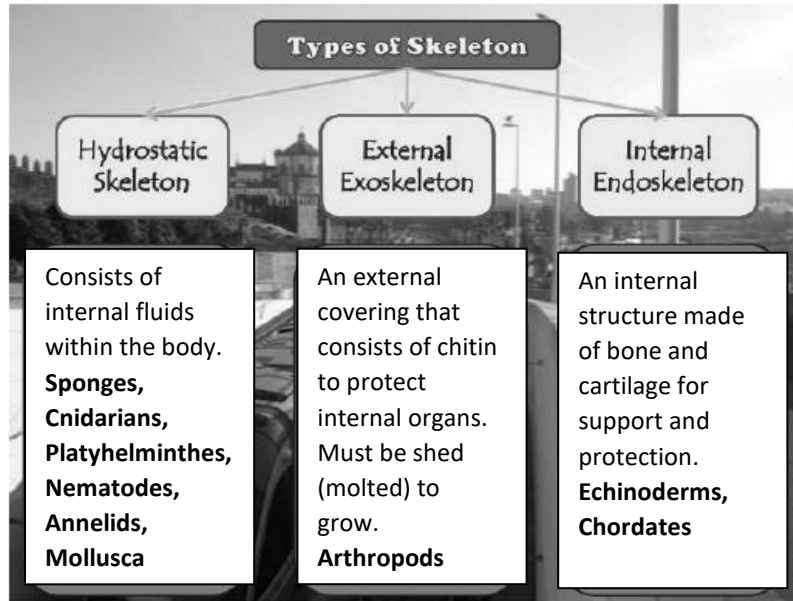 Types of Skeleton
Hydrostatic
Skeleton
External
Exoskeleton
Internal
Endoskeleton
Consists of
internal fluids
within the body.
Sponges,
Cnidarians,
Platyhelminthes,
Nematodes,
Annelids,
Mollusca
An external
covering that
consists of chitin
to protect
internal organs.
Must be shed
(molted) to
grow.
Arthropods
An internal
structure made
of bone and
cartilage for
support and
protection.
Echinoderms,
Chordates